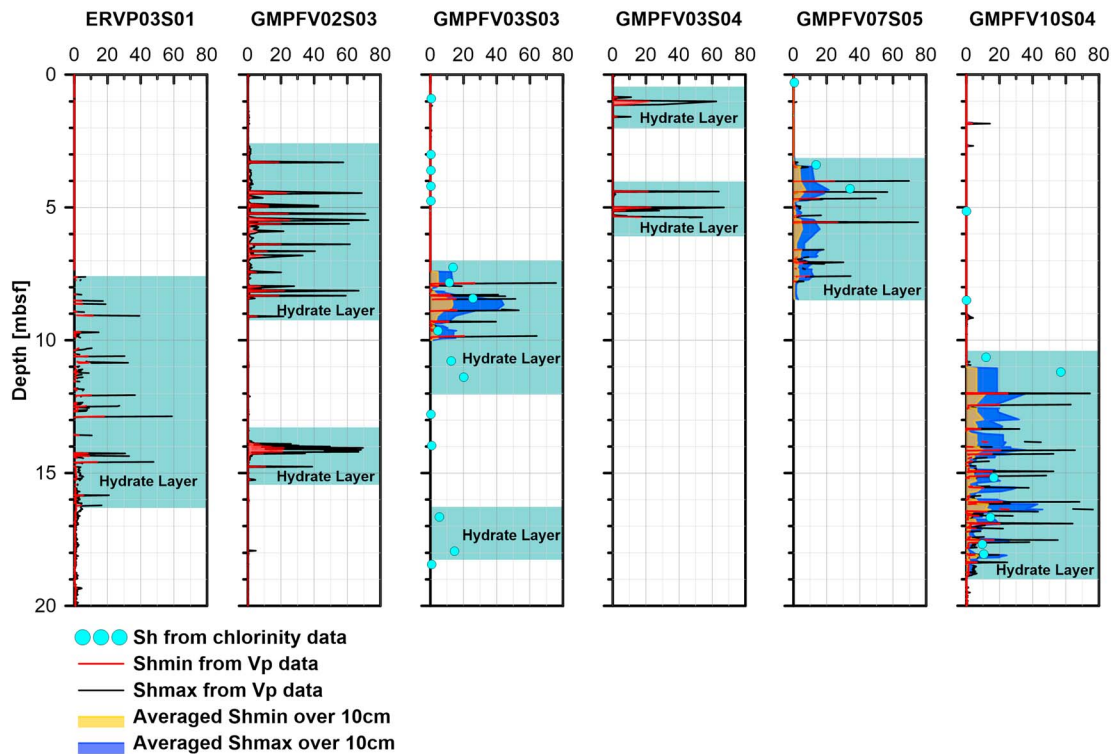 ERVP03S01 GMPFV02S03 GMPFV03S03 GMPFV03S04 GMPFV07S05 GMPFV10S04
0 20 40 60 80 0 20 40 60 80 0 20 40 60 80 0 20 40 60 80 0 20 40 60 80 0 20 40 60 80
0
Hydrate Layer
5
Hydrate Layer
Hydrate Layer
Hydrate Layer
10
Hydrate Layer
Depth [mbsf]
15
Hydrate Layer
Hydrate Layer
Hydrate Layer
Hydrate Layer
20
Sh from chlorinity data
Shmin from Vp data
Shmax from Vp data
Averaged Shmin over 10cm
Averaged Shmax over 10cm